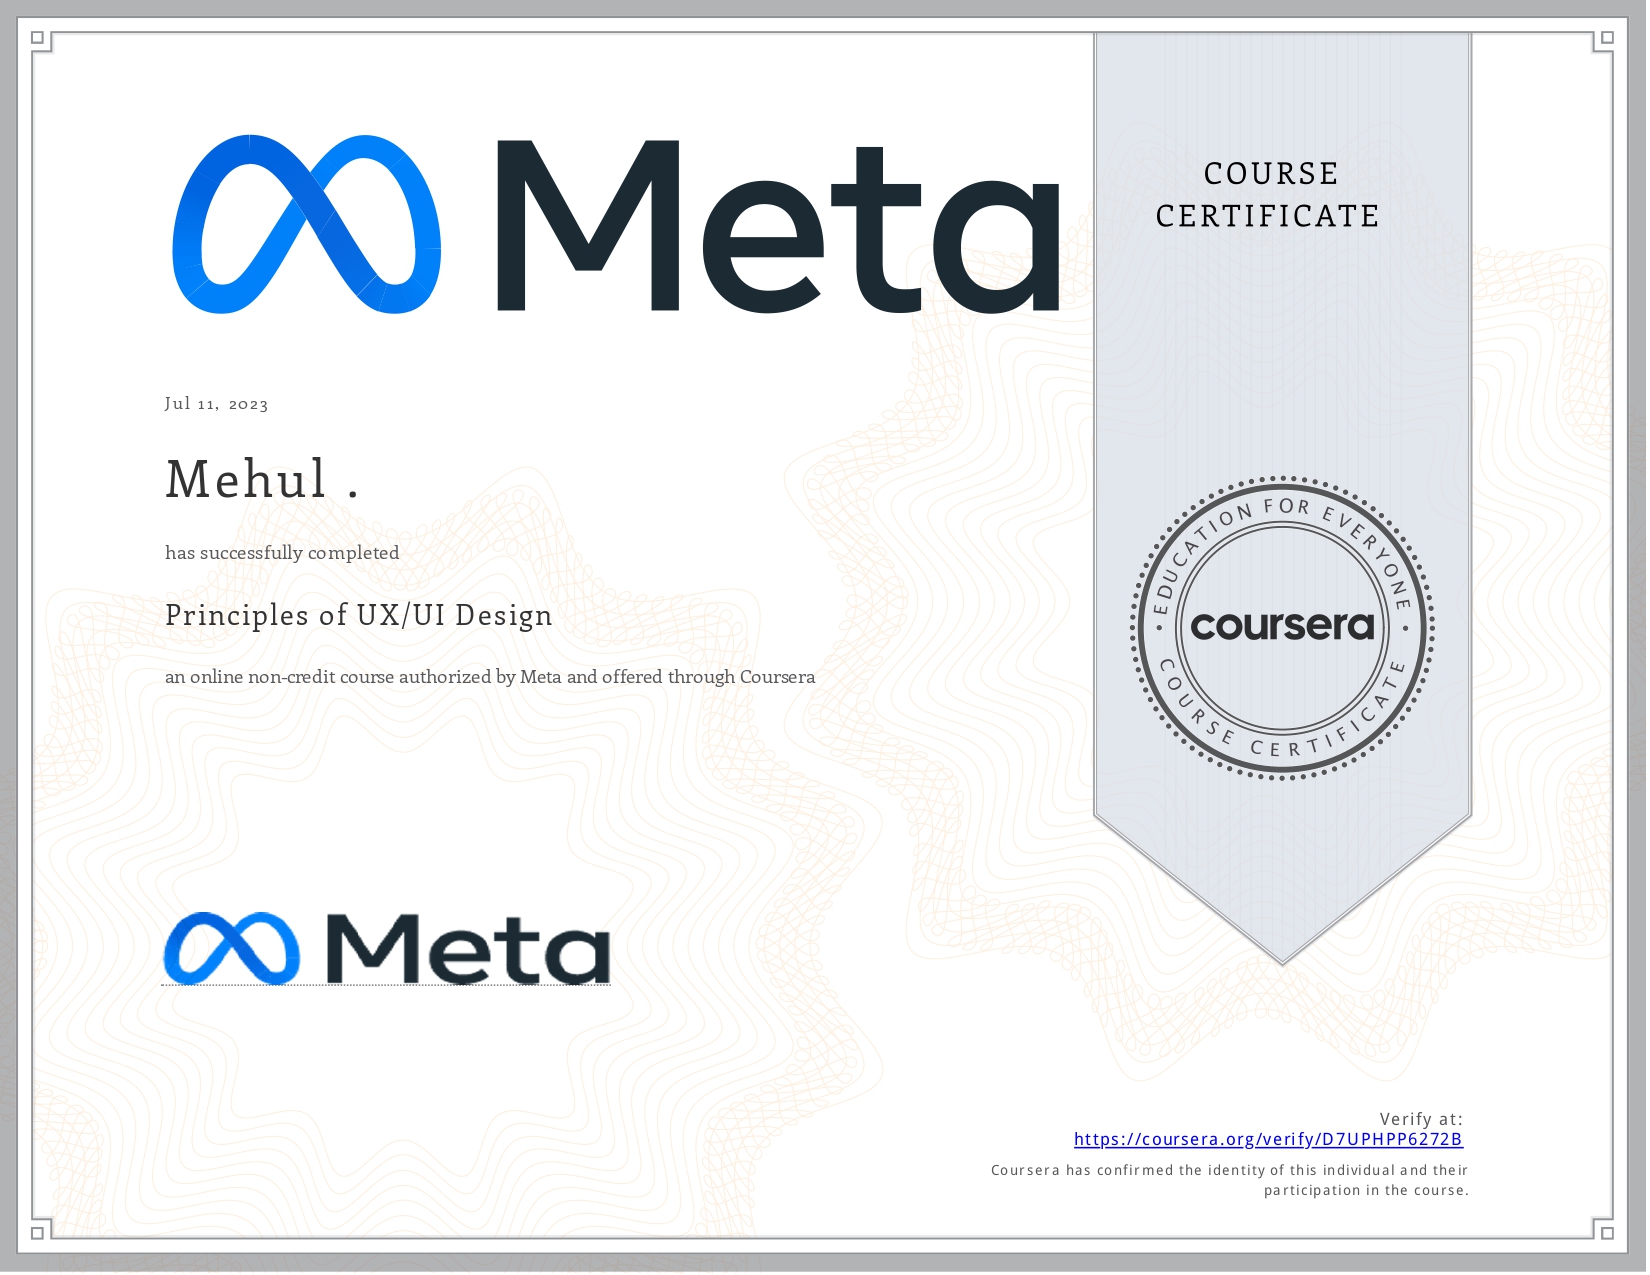 Meta
COURSE
CERTIFICATE
Jul 11, 2023
Mehul .
has successfully completed
Principles of UX/UI Design
an online non-credit course authorized by Meta and offered through Coursera
EDUCATION FOR EVERYONE
coursera
COURSE CERTIFICATE
Meta
Verify at:
https://coursera.org/verify/D7UPHPP6272B
Coursera has confirmed the identity of this individual and their
participation in the course.